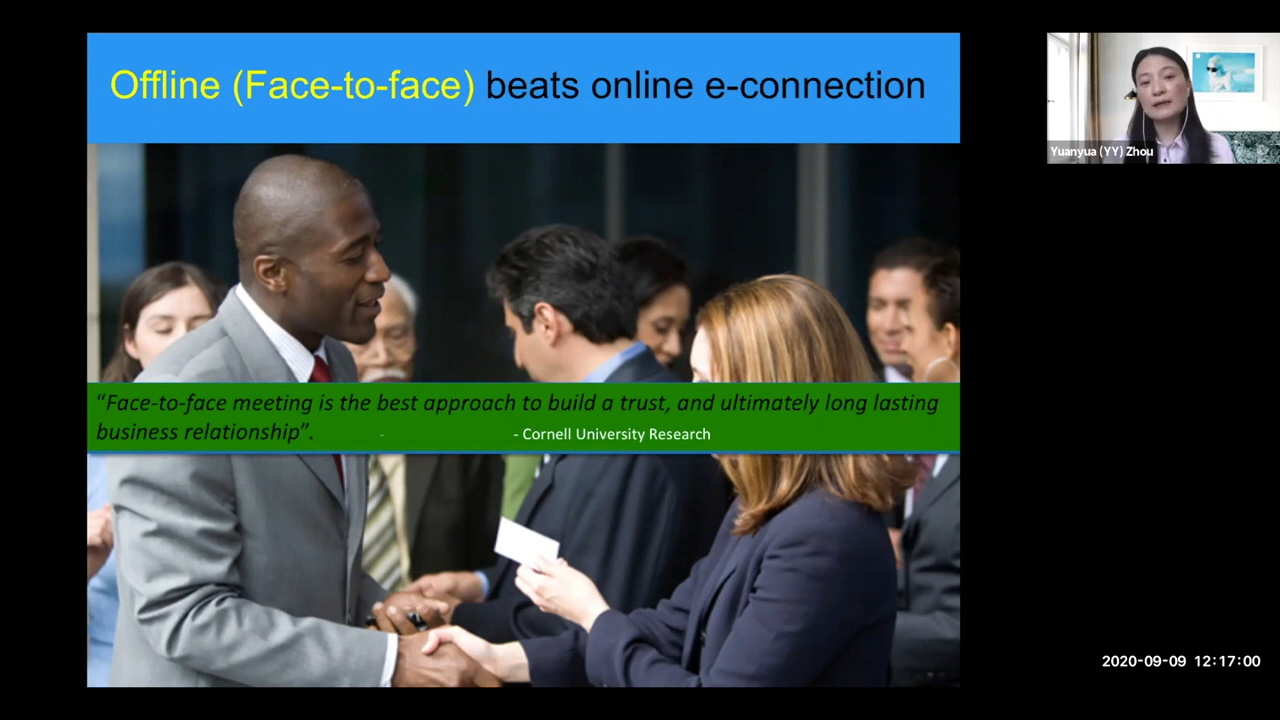 Offline (Face-to-face) beats online e-connection
Yuanyua (YY) Zhou
“Face-to-face meeting is the best approach to build a trust, and ultimately long lasting
business relationship”. - - Cornell University Research
2020-09-09 12:17:00